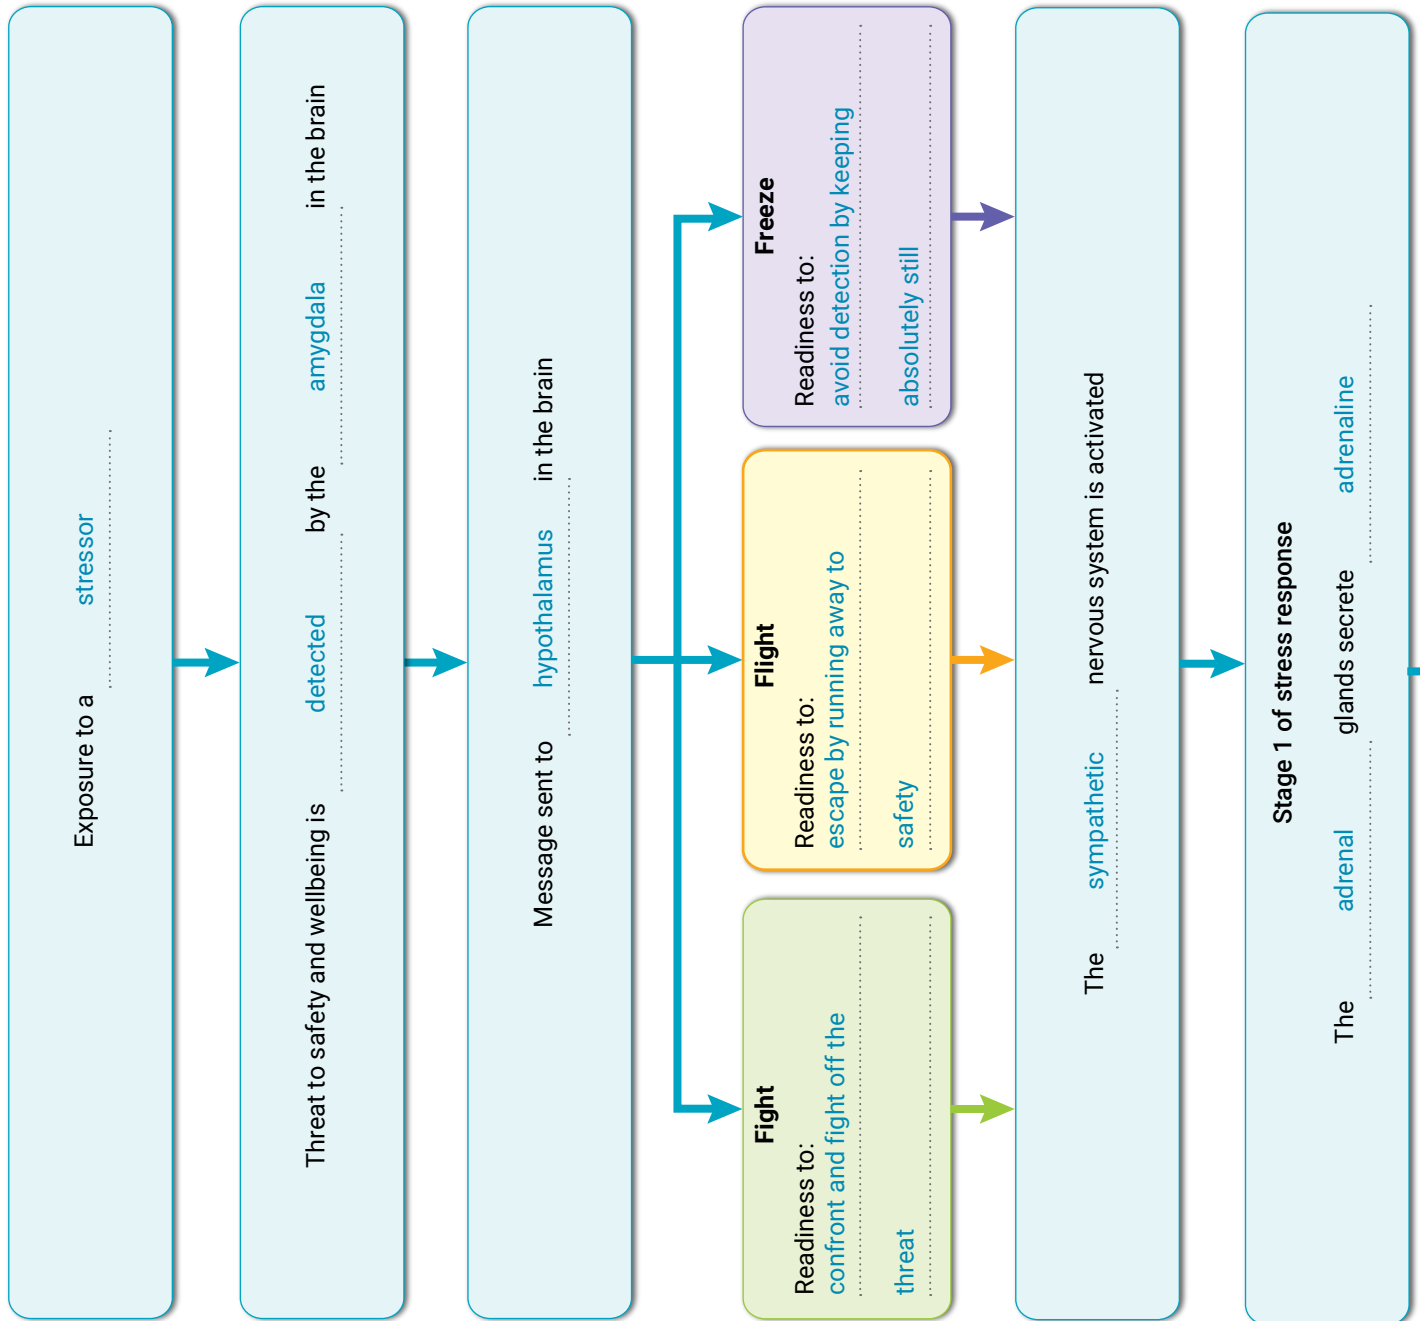 Exposure to a stressor
Threat to safety and wellbeing is detected by the amygdala in the brain
Message sent to hypothalamus in the brain
Fight
Readiness to:
confront and fight off the
threat
Flight
Readiness to:
escape by running away to
safety
Freeze
Readiness to:
avoid detection by keeping
absolutely still
The sympathetic nervous system is activated
Stage 1 of stress response
The adrenal glands secrete adrenaline